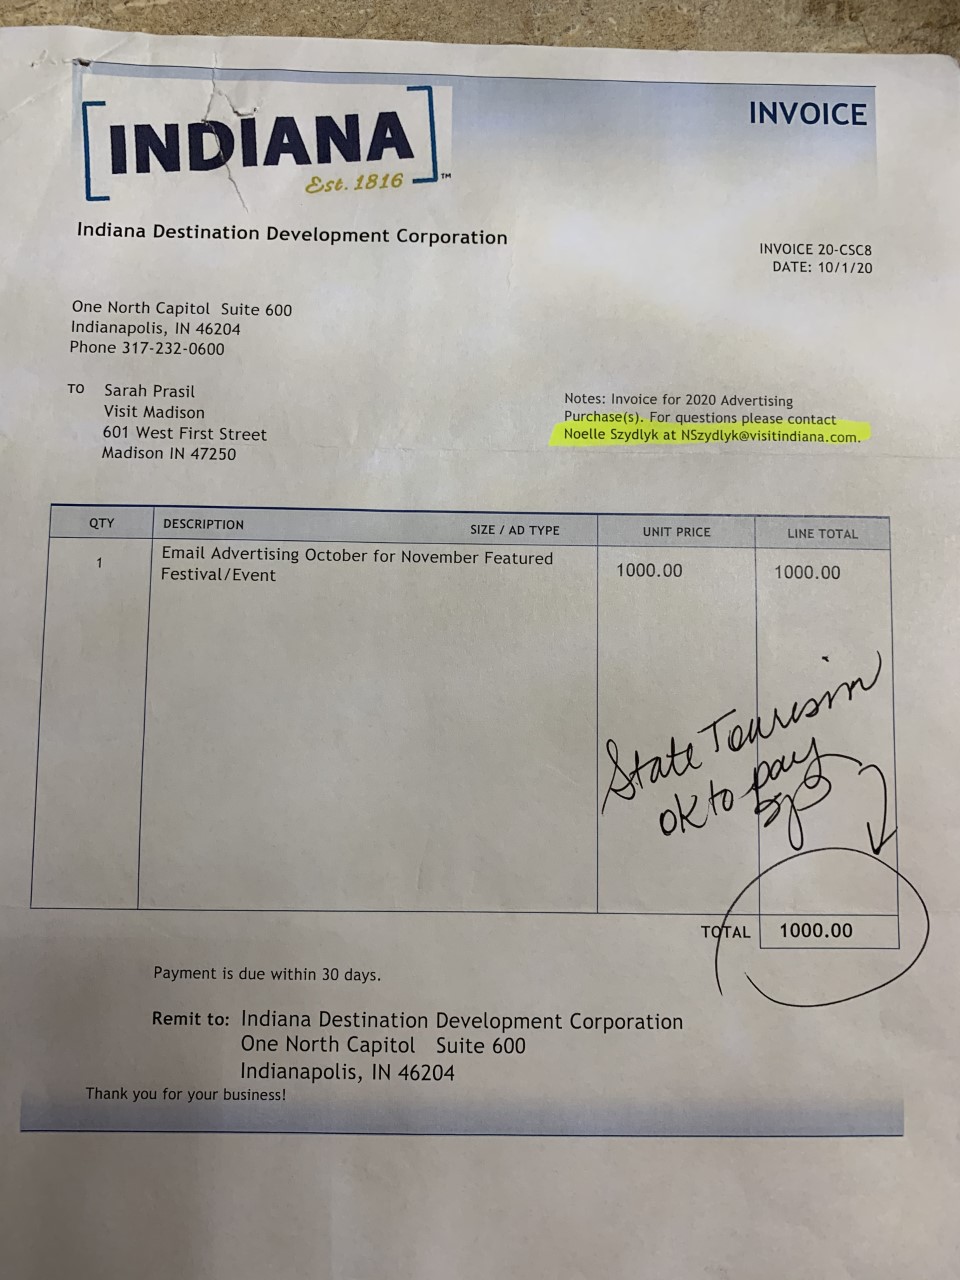 INDIANA
Est. 1816 ™
INVOICE
Indiana Destination Development Corporation
INVOICE 20-CSC8
DATE: 10/1/20
One North Capitol Suite 600
Indianapolis, IN 46204
Phone 317-232-0600
TO Sarah Prasil
Visit Madison
601 West First Street
Madison IN 47250
Notes: Invoice for 2020 Advertising
Purchase(s). For questions please contact
Noelle Szydlyk at NSzydlyk@visitindiana.com.
QTY DESCRIPTION SIZE / AD TYPE UNIT PRICE LINE TOTAL
1 Email Advertising October for November Featured 1000.00 1000.00
Festival/Event
State Tourism
OK to pay
TOTAL 1000.00
Payment is due within 30 days.
Remit to: Indiana Destination Development Corporation
One North Capitol Suite 600
Indianapolis, IN 46204
Thank you for your business!